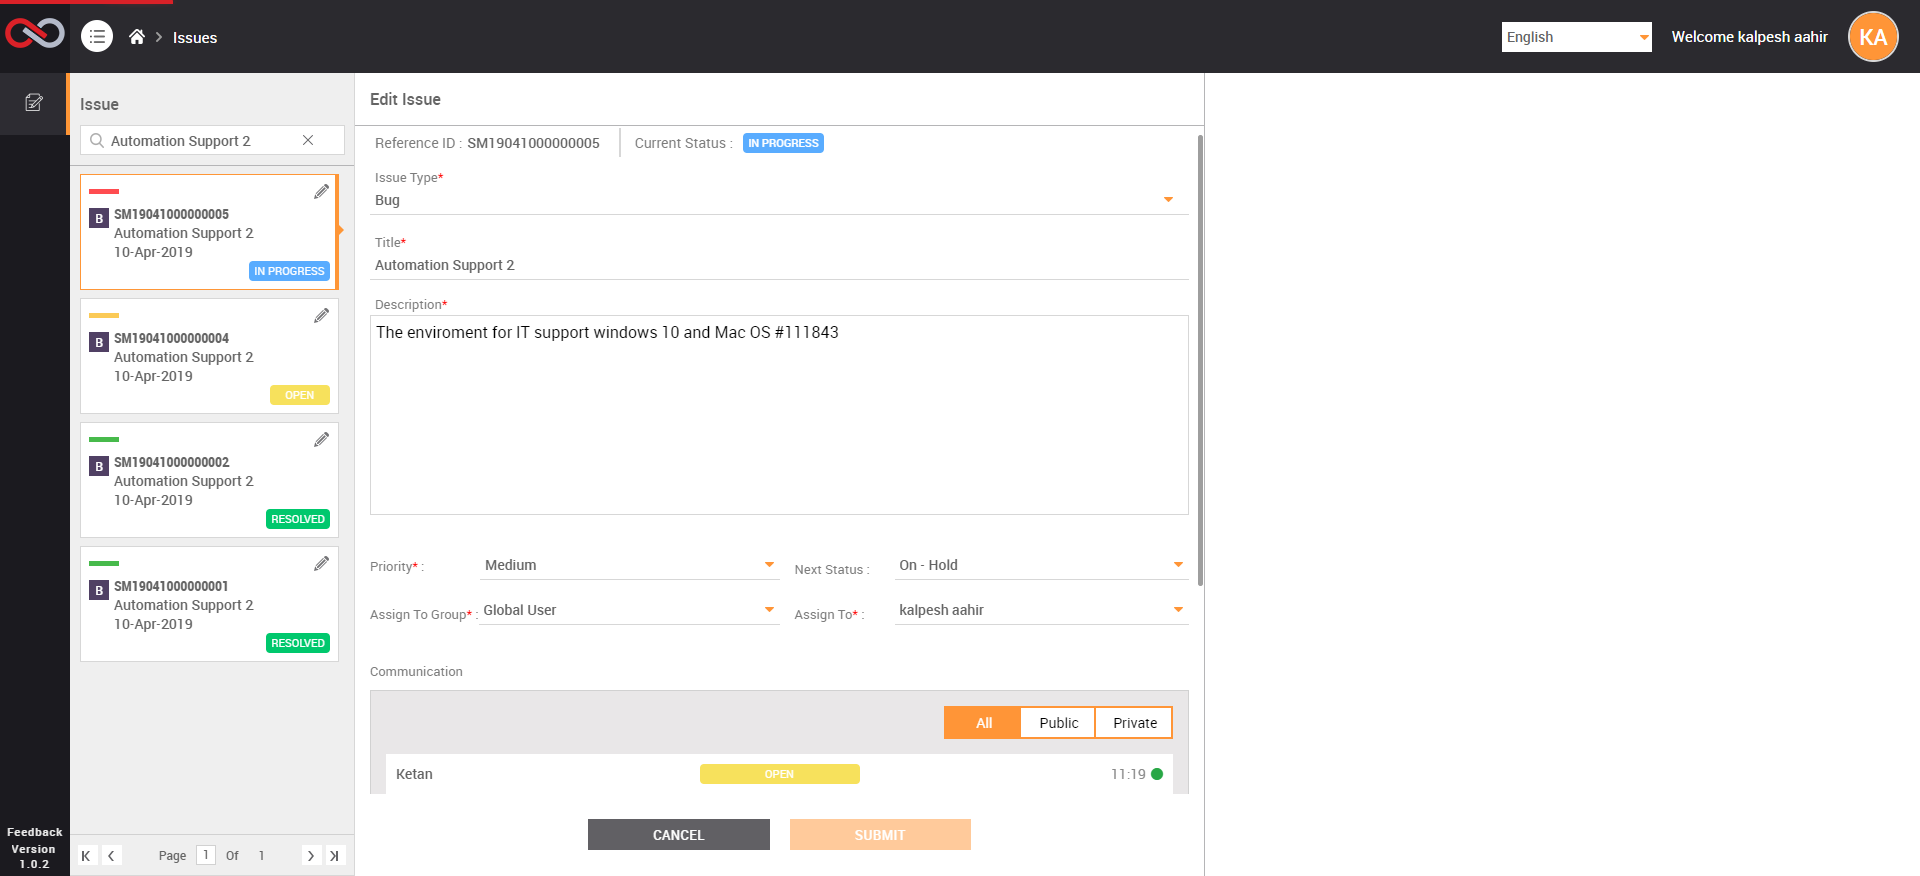 Issues
English
Welcome kalpesh aahir
KA
Issue
Automation Support 2
B
SM19041000000005
Automation Support 2
10-Apr-2019
IN PROGRESS
B
SM19041000000004
Automation Support 2
10-Apr-2019
OPEN
B
SM19041000000002
Automation Support 2
10-Apr-2019
RESOLVED
B
SM19041000000001
Automation Support 2
10-Apr-2019
RESOLVED
Page 1 Of 1
Feedback
Version
1.0.2
Edit Issue
Reference ID : SM19041000000005
Current Status : IN PROGRESS
Issue Type*
Bug
Title*
Automation Support 2
Description*
The enviroment for IT support windows 10 and Mac OS #111843
Priority* : Medium
Next Status : On - Hold
Assign To Group* : Global User
Assign To* : kalpesh aahir
Communication
All Public Private
Ketan OPEN 11:19
CANCEL SUBMIT